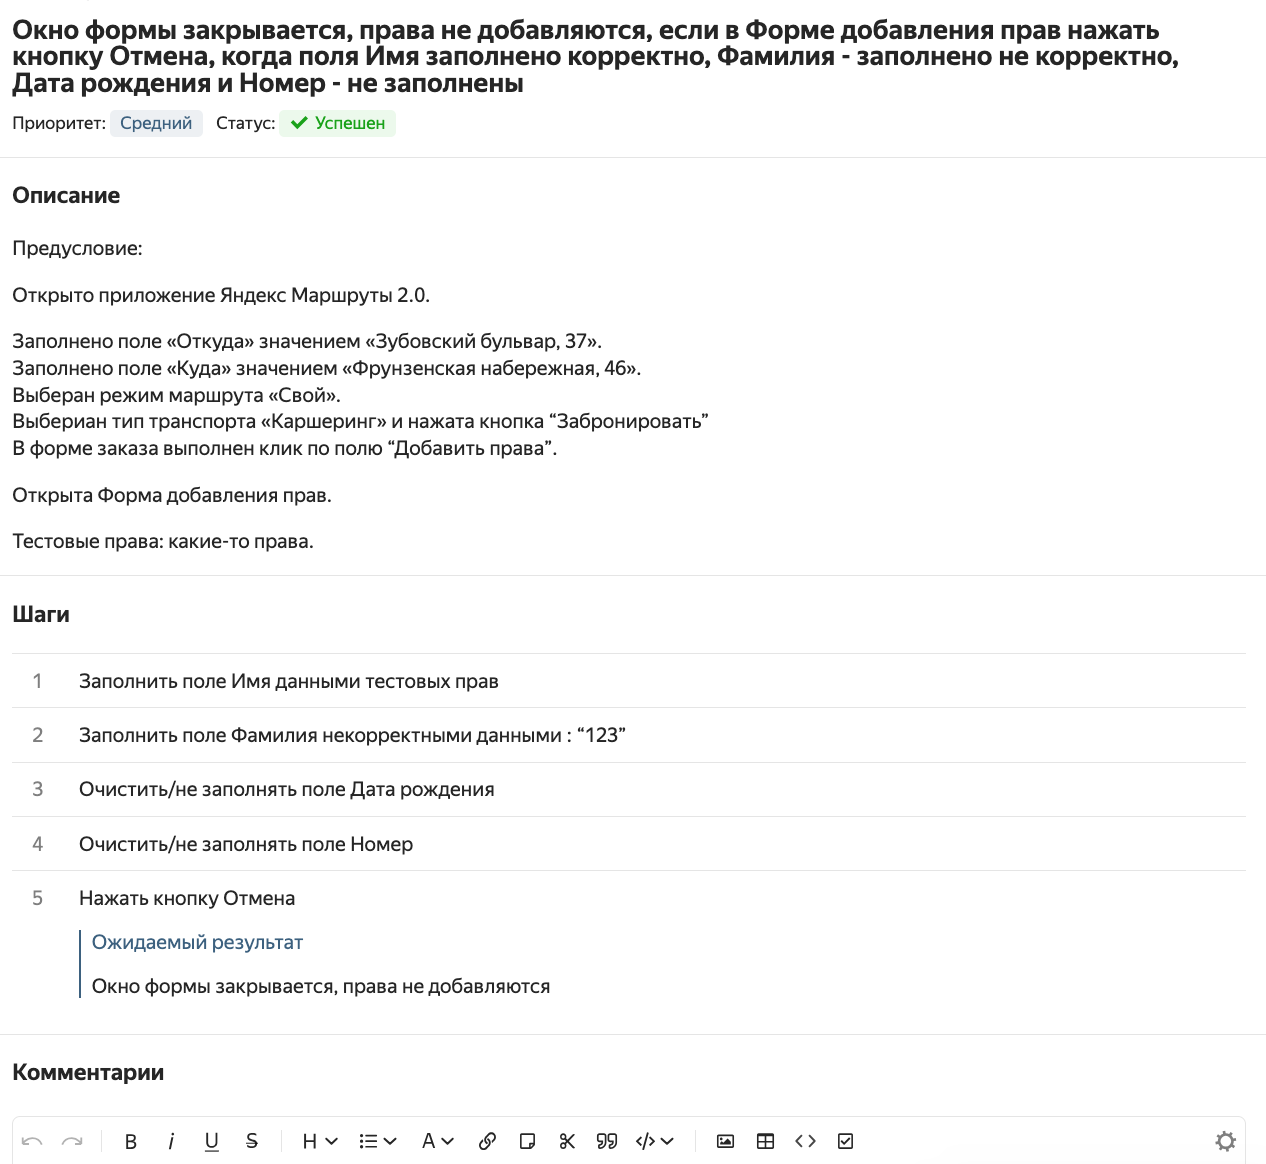 Окно формы закрывается, права не добавляются, если в Форме добавления прав нажать
кнопку Отмена, когда поля Имя заполнено корректно, Фамилия - заполнено не корректно,
Дата рождения и Номер - не заполнены
Приоритет: Средний Статус: Успешен
Описание
Предусловие:
Открыто приложение Яндекс Маршруты 2.0.
Заполнено поле «Откуда» значением «Зубовский бульвар, 37».
Заполнено поле «Куда» значением «Фрунзенская набережная, 46».
Выберан режим маршрута «Свой».
Выбериан тип транспорта «Каршеринг» и нажата кнопка “Забронировать”
В форме заказа выполнен клик по полю “Добавить права”.
Открыта Форма добавления прав.
Тестовые права: какие-то права.
Шаги
1 Заполнить поле Имя данными тестовых прав
2 Заполнить поле Фамилия некорректными данными : “123”
3 Очистить/не заполнять поле Дата рождения
4 Очистить/не заполнять поле Номер
5 Нажать кнопку Отмена
Ожидаемый результат
Окно формы закрывается, права не добавляются
Комментарии
B i U S H A